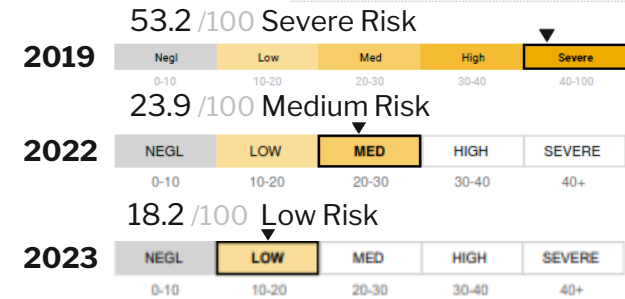 53.2 /100 Severe Risk
2019 Negl Low Med High Severe
0-10 10-20 20-30 30-40 40-100
23.9 /100 Medium Risk
2022 NEGL LOW MED HIGH SEVERE
0-10 10-20 20-30 30-40 40+
18.2 /100 Low Risk
2023 NEGL LOW MED HIGH SEVERE
0-10 10-20 20-30 30-40 40+